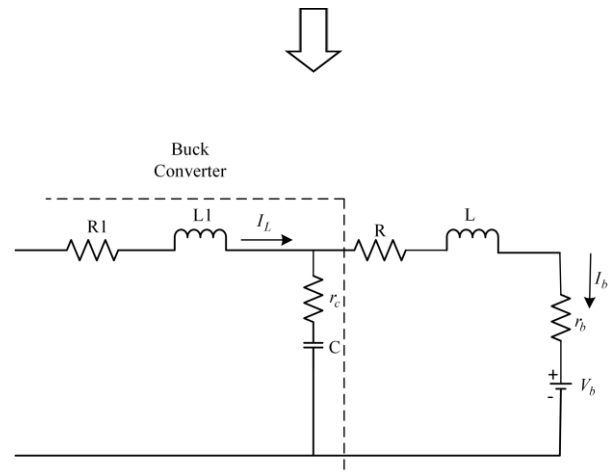 Buck
Converter
R1
L1
I_L
R
L
r_c
C
I_b
r_b
+
-
V_b